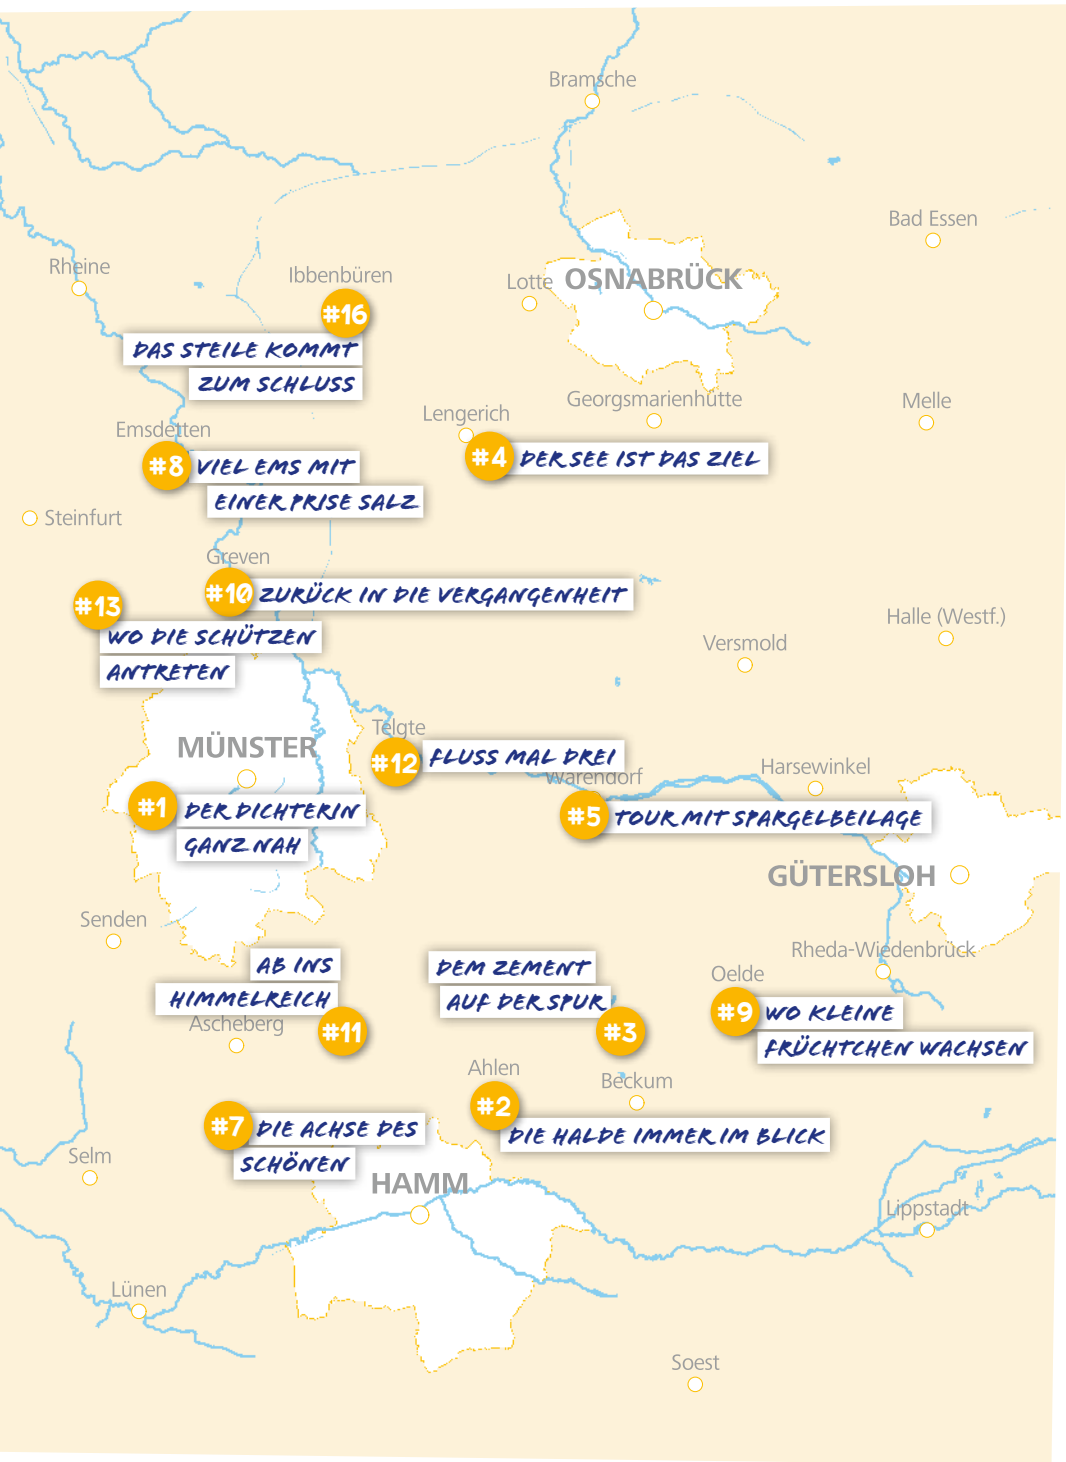 Bramsche
Bad Essen
Rheine
Ibbenbüren
Lotte
OSNABRÜCK
#16
DAS STEILE KOMMT
ZUM SCHLUSS
Georgsmarienhütte
Melle
Lengerich
Emsdetten
#4 DER SEE IST DAS ZIEL
#8 VIEL EMS MIT
EINER PRISE SALZ
Steinfurt
Greven
#10 ZURÜCK IN DIE VERGANGENHEIT
#13
WO DIE SCHÜTZEN
ANTRETEN
Halle (Westf.)
Versmold
Telgte
MÜNSTER
#12 FLUSS MAL DREI
Warendorf
Harsewinkel
#1 DER DICHTERIN
GANZ NAH
#5 TOUR MIT SPARGELBEILAGE
GÜTERSLOH
Senden
Rheda-Wiedenbrück
AB INS
HIMMELREICH
#11
Ascheberg
DEM ZEMENT
AUF DER SPUR
#3
Oelde
#9 WO KLEINE
FRÜCHTCHEN WACHSEN
Ahlen
Beckum
#2
DIE HALDE IMMER IM BLICK
#7 DIE ACHSE DES
SCHÖNEN
Selm
HAMM
Lippstadt
Lünen
Soest